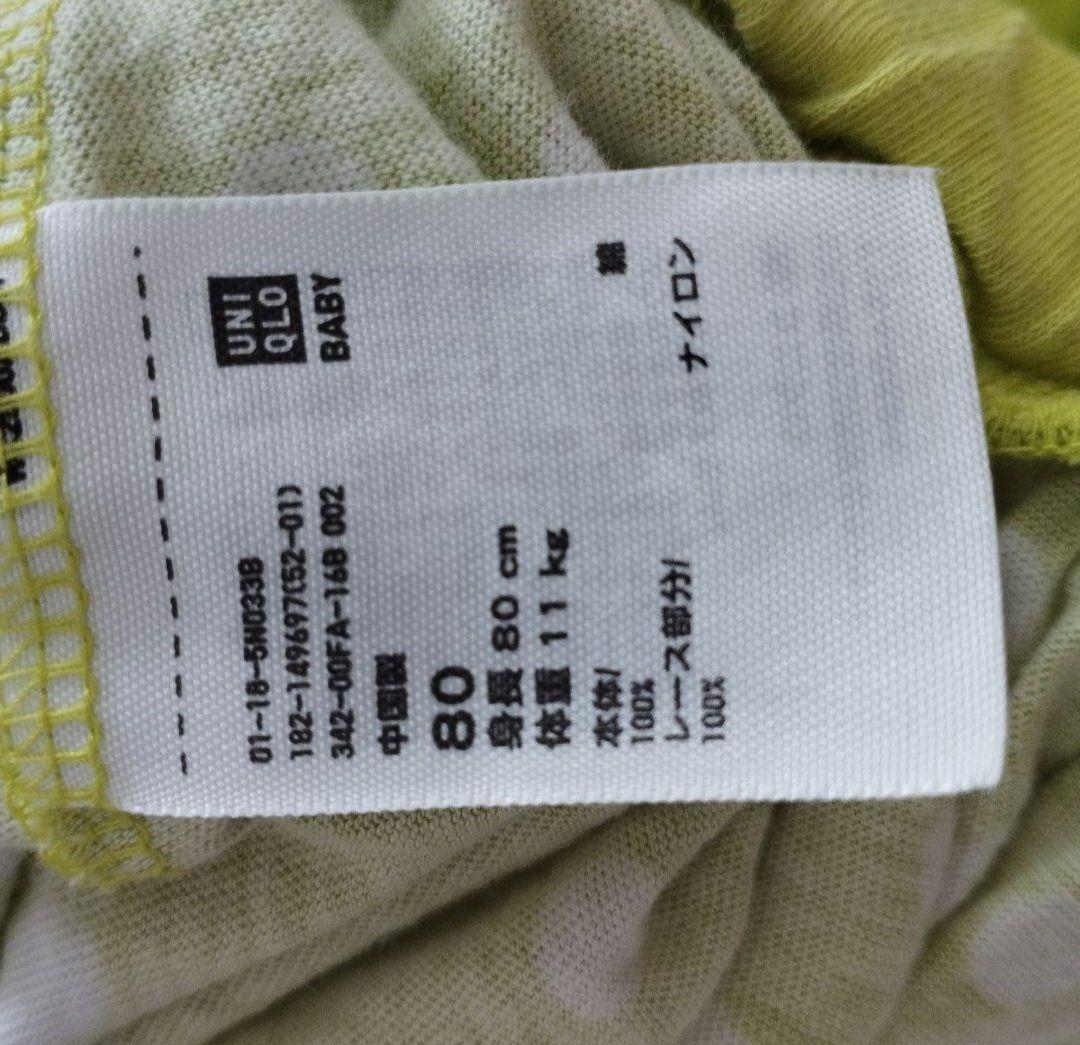 UNI
QLO
BABY
01-18-5N033B
182-149697(52-01)
342-00FA-16B 002
中国製
80
身長 80 cm
体重 11 kg
本体/
100% 綿
レース部分/
100% ナイロン